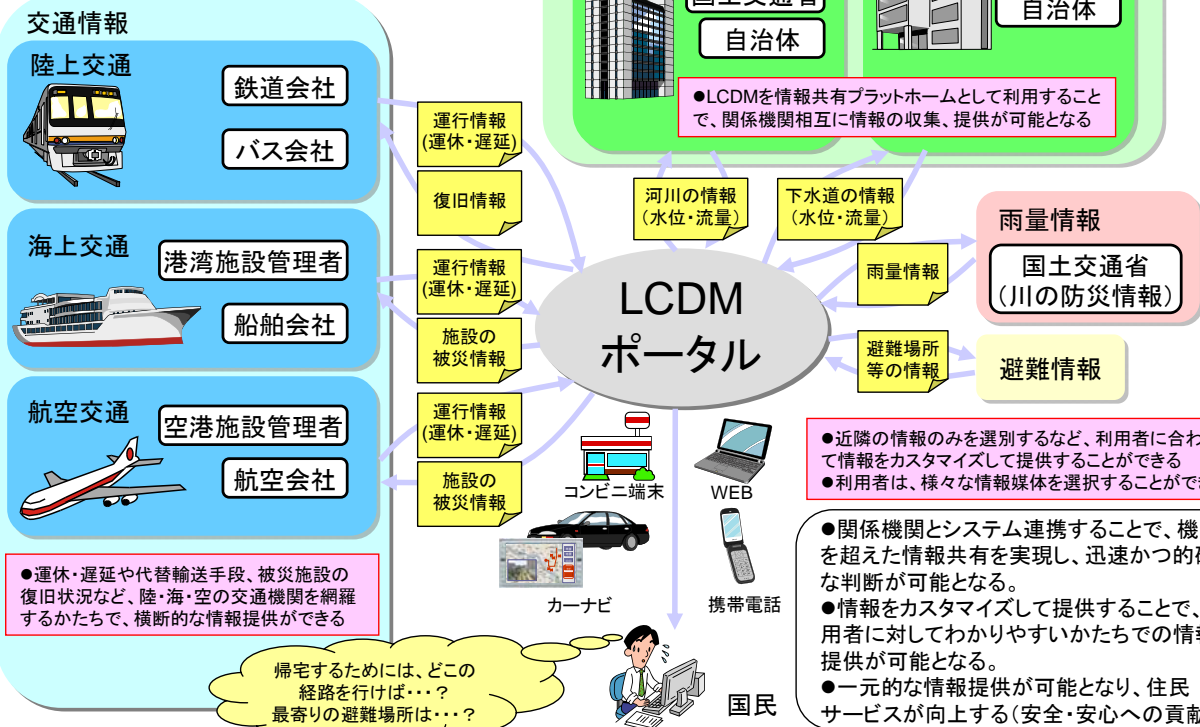 交通情報
陸上交通
鉄道会社
バス会社
海上交通
港湾施設管理者
船舶会社
航空交通
空港施設管理者
航空会社
●運休・遅延や代替輸送手段、被災施設の
復旧状況など、陸・海・空の交通機関を網羅
するかたちで、横断的な情報提供ができる
運行情報
(運休・遅延)
復旧情報
運行情報
(運休・遅延)
施設の
被災情報
運行情報
(運休・遅延)
施設の
被災情報
国土交通省
自治体
自治体
●LCDMを情報共有プラットホームとして利用すること
で、関係機関相互に情報の収集、提供が可能となる
河川の情報
(水位・流量)
下水道の情報
(水位・流量)
雨量情報
雨量情報
国土交通省
(川の防災情報)
避難場所
等の情報
避難情報
LCDM
ポータル
コンビニ端末
WEB
カーナビ
携帯電話
●近隣の情報のみを選別するなど、利用者に合わ
て情報をカスタマイズして提供することができる
●利用者は、様々な情報媒体を選択することがで
●関係機関とシステム連携することで、機
を超えた情報共有を実現し、迅速かつ的
な判断が可能となる。
●情報をカスタマイズして提供することで、
用者に対してわかりやすいかたちでの情
提供が可能となる。
●一元的な情報提供が可能となり、住民
サービスが向上する(安全・安心への貢
帰宅するためには、どこの
経路を行けば・・・?
最寄りの避難場所は・・・?
国民